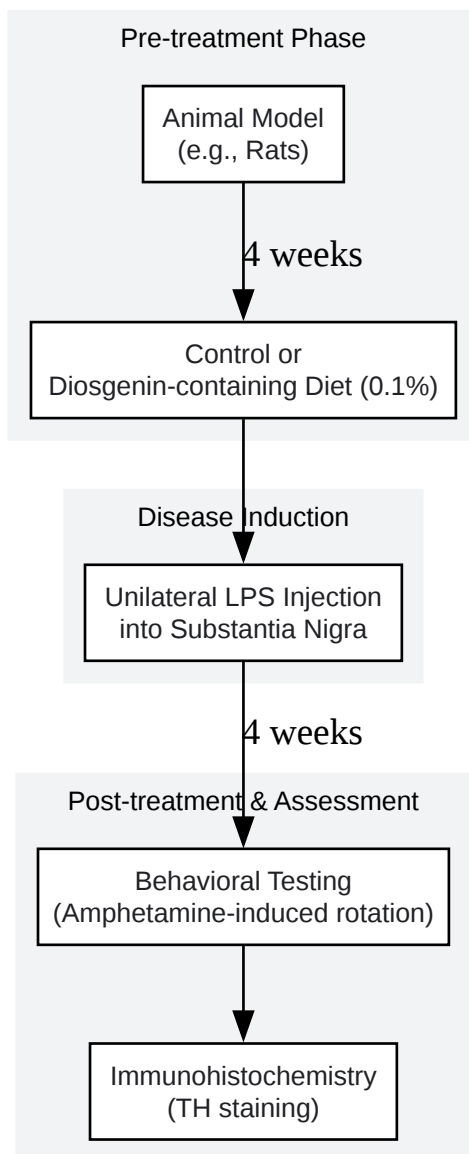 Pre-treatment Phase
Animal Model
(e.g., Rats)
4 weeks
Control or
Diosgenin-containing Diet (0.1%)
Disease Induction
Unilateral LPS Injection
into Substantia Nigra
4 weeks
Post-treatment & Assessment
Behavioral Testing
(Amphetamine-induced rotation)
Immunohistochemistry
(TH staining)